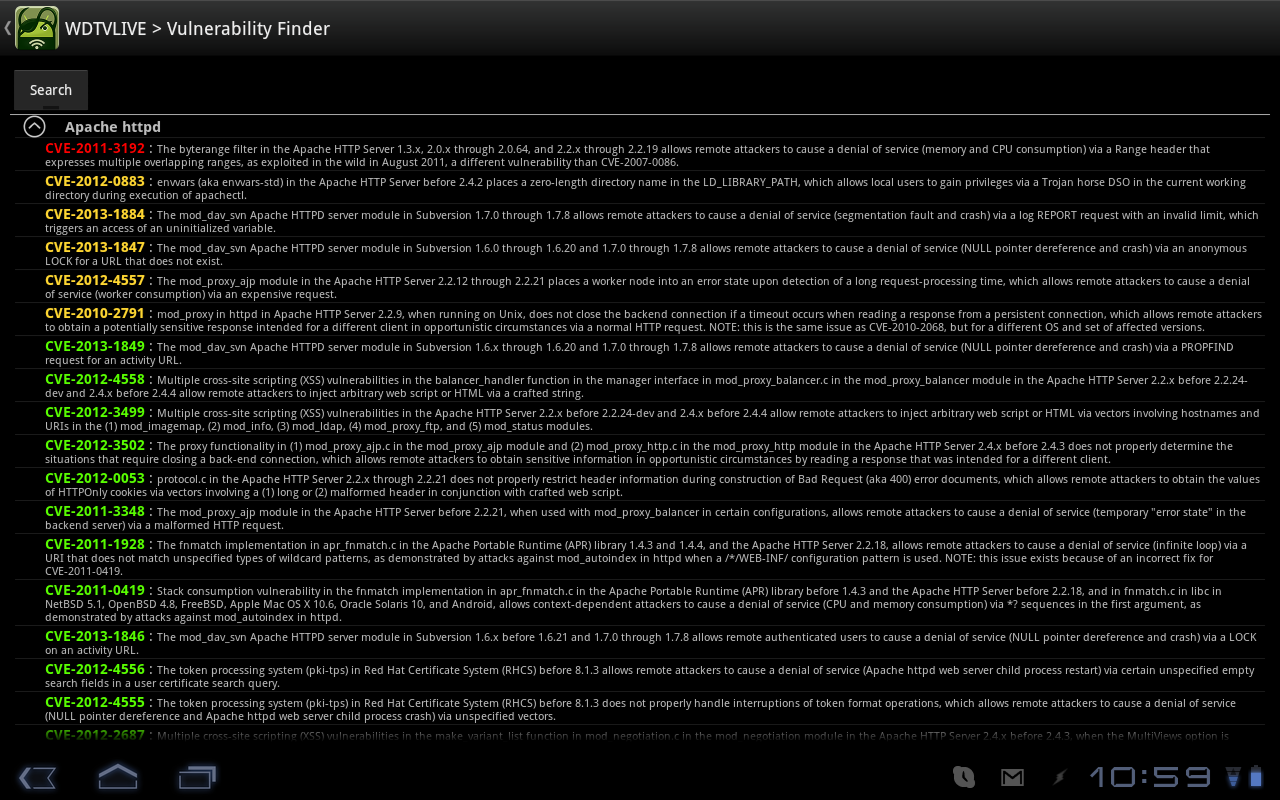 WDTVLIVE > Vulnerability Finder
Search
Apache httpd
CVE-2011-3192 : The byterange filter in the Apache HTTP Server 1.3.x, 2.0.x through 2.0.64, and 2.2.x through 2.2.19 allows remote attackers to cause a denial of service (memory and CPU consumption) via a Range header that
expresses multiple overlapping ranges, as exploited in the wild in August 2011, a different vulnerability than CVE-2007-0086.
CVE-2012-0883 : envvars (aka envvars-std) in the Apache HTTP Server before 2.4.2 places a zero-length directory name in the LD_LIBRARY_PATH, which allows local users to gain privileges via a Trojan horse DSO in the current working
directory during execution of apachectl.
CVE-2013-1884 : The mod_dav_svn Apache HTTPD server module in Subversion 1.7.0 through 1.7.8 allows remote attackers to cause a denial of service (segmentation fault and crash) via a log REPORT request with an invalid limit, which
triggers an access of an uninitialized variable.
CVE-2013-1847 : The mod_dav_svn Apache HTTPD server module in Subversion 1.6.0 through 1.6.20 and 1.7.0 through 1.7.8 allows remote attackers to cause a denial of service (NULL pointer dereference and crash) via an anonymous
LOCK for a URL that does not exist.
CVE-2012-4557 : The mod_proxy_ajp module in the Apache HTTP Server 2.2.12 through 2.2.21 places a worker node into an error state upon detection of a long request-processing time, which allows remote attackers to cause a denial
of service (worker consumption) via an expensive request.
CVE-2010-2791 : mod_proxy in httpd in Apache HTTP Server 2.2.9, when running on Unix, does not close the backend connection if a timeout occurs when reading a response from a persistent connection, which allows remote attackers
to obtain a potentially sensitive response intended for a different client in opportunistic circumstances via a normal HTTP request. NOTE: this is the same issue as CVE-2010-2068, but for a different OS and set of affected versions.
CVE-2013-1849 : The mod_dav_svn Apache HTTPD server module in Subversion 1.6.x through 1.6.20 and 1.7.0 through 1.7.8 allows remote attackers to cause a denial of service (NULL pointer dereference and crash) via a PROPFIND
request for an activity URL.
CVE-2012-4558 : Multiple cross-site scripting (XSS) vulnerabilities in the balancer_handler function in the manager interface in mod_proxy_balancer.c in the mod_proxy_balancer module in the Apache HTTP Server 2.2.x before 2.2.24-
dev and 2.4.x before 2.4.4 allow remote attackers to inject arbitrary web script or HTML via a crafted string.
CVE-2012-3499 : Multiple cross-site scripting (XSS) vulnerabilities in the Apache HTTP Server 2.2.x before 2.2.24-dev and 2.4.x before 2.4.4 allow remote attackers to inject arbitrary web script or HTML via vectors involving hostnames and
URIs in the (1) mod_imagemap, (2) mod_info, (3) mod_ldap, (4) mod_proxy_ftp, and (5) mod_status modules.
CVE-2012-3502 : The proxy functionality in (1) mod_proxy_ajp.c in the mod_proxy_ajp module and (2) mod_proxy_http.c in the mod_proxy_http module in the Apache HTTP Server 2.4.x before 2.4.3 does not properly determine the
situations that require closing a back-end connection, which allows remote attackers to obtain sensitive information in opportunistic circumstances by reading a response that was intended for a different client.
CVE-2012-0053 : protocol.c in the Apache HTTP Server 2.2.x through 2.2.21 does not properly restrict header information during construction of Bad Request (aka 400) error documents, which allows remote attackers to obtain the values
of HTTPOnly cookies via vectors involving a (1) long or (2) malformed header in conjunction with crafted web script.
CVE-2011-3348 : The mod_proxy_ajp module in the Apache HTTP Server before 2.2.21, when used with mod_proxy_balancer in certain configurations, allows remote attackers to cause a denial of service (temporary "error state" in the
backend server) via a malformed HTTP request.
CVE-2011-1928 : The fnmatch implementation in apr_fnmatch.c in the Apache Portable Runtime (APR) library 1.4.3 and 1.4.4, and the Apache HTTP Server 2.2.18, allows remote attackers to cause a denial of service (infinite loop) via a
URI that does not match unspecified types of wildcard patterns, as demonstrated by attacks against mod_autoindex in httpd when a /*/WEB-INF/ configuration pattern is used. NOTE: this issue exists because of an incorrect fix for
CVE-2011-0419.
CVE-2011-0419 : Stack consumption vulnerability in the fnmatch implementation in apr_fnmatch.c in the Apache Portable Runtime (APR) library before 1.4.3 and the Apache HTTP Server before 2.2.18, and in fnmatch.c in libc in
NetBSD 5.1, OpenBSD 4.8, FreeBSD, Apple Mac OS X 10.6, Oracle Solaris 10, and Android, allows context-dependent attackers to cause a denial of service (CPU and memory consumption) via *? sequences in the first argument, as
demonstrated by attacks against mod_autoindex in httpd.
CVE-2013-1846 : The mod_dav_svn Apache HTTPD server module in Subversion 1.6.x before 1.6.21 and 1.7.0 through 1.7.8 allows remote authenticated users to cause a denial of service (NULL pointer dereference and crash) via a LOCK
on an activity URL.
CVE-2012-4556 : The token processing system (pki-tps) in Red Hat Certificate System (RHCS) before 8.1.3 allows remote attackers to cause a denial of service (Apache httpd web server child process restart) via certain unspecified empty
search fields in a user certificate search query.
CVE-2012-4555 : The token processing system (pki-tps) in Red Hat Certificate System (RHCS) before 8.1.3 does not properly handle interruptions of token format operations, which allows remote attackers to cause a denial of service
(NULL pointer dereference and Apache httpd web server child process crash) via unspecified vectors.
CVE-2012-2687 : Multiple cross-site scripting (XSS) vulnerabilities in the make_variant_list function in mod_negotiation.c in the mod_negotiation module in the Apache HTTP Server 2.4.x before 2.4.3, when the MultiViews option is
10:59